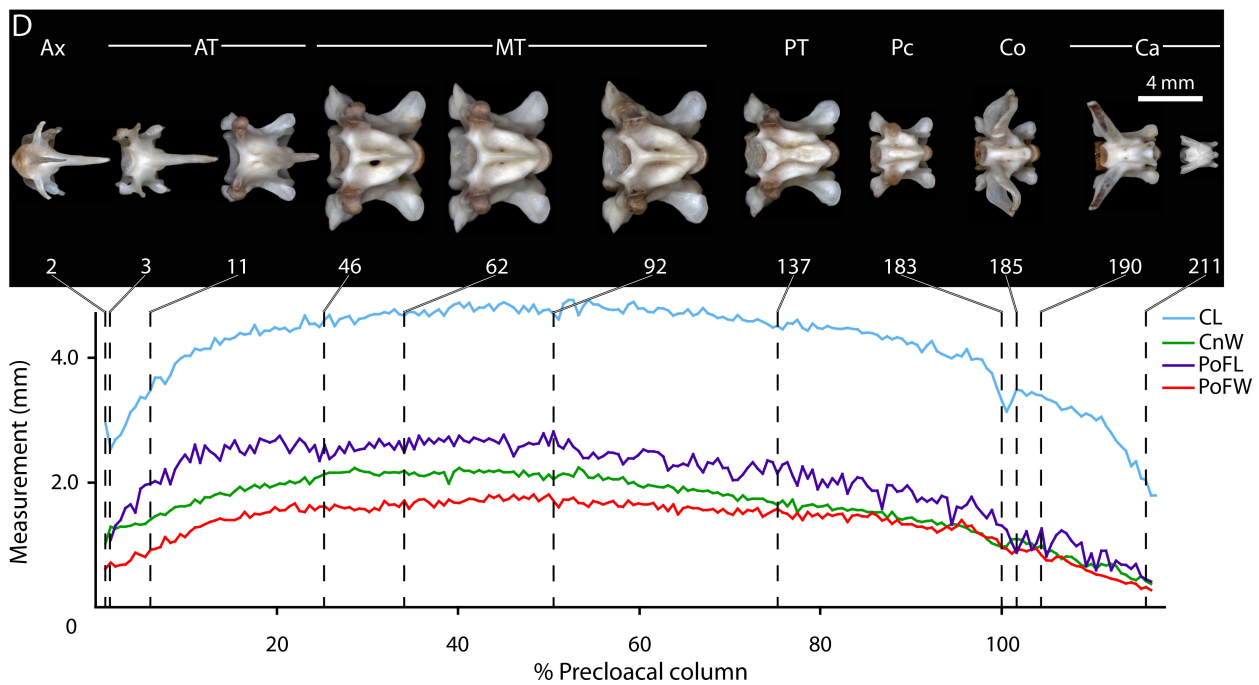 D
Ax AT MT PT Pc Co Ca
4 mm
2 3 11 46 62 92 137 183 185 190 211
CL
CnW
PoFL
PoFW
4.0
2.0
0
Measurement (mm)
20 40 60 80 100
% Precloacal column